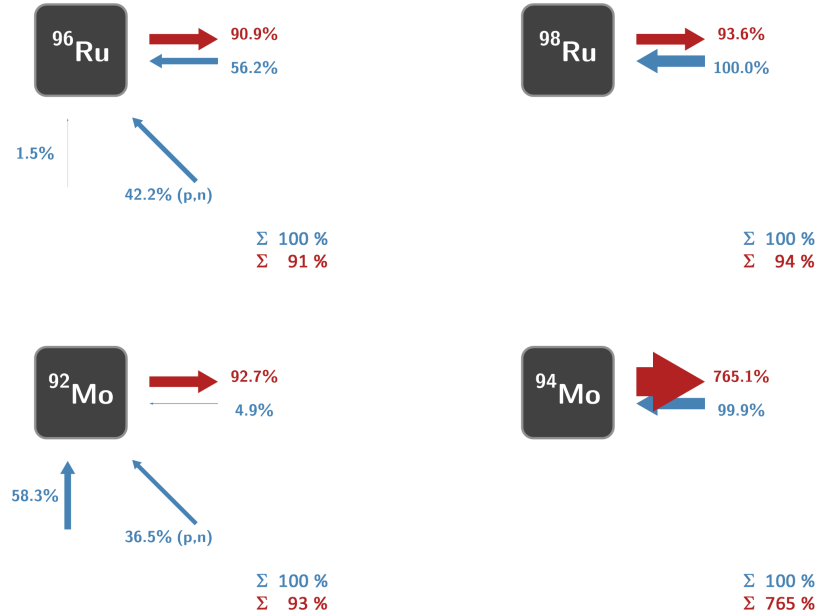 ⁹⁶Ru
90.9%
56.2%
1.5%
42.2% (p,n)
Σ 100 %
Σ 91 %
⁹⁸Ru
93.6%
100.0%
Σ 100 %
Σ 94 %
⁹²Mo
92.7%
4.9%
58.3%
36.5% (p,n)
Σ 100 %
Σ 93 %
⁹⁴Mo
765.1%
99.9%
Σ 100 %
Σ 765 %